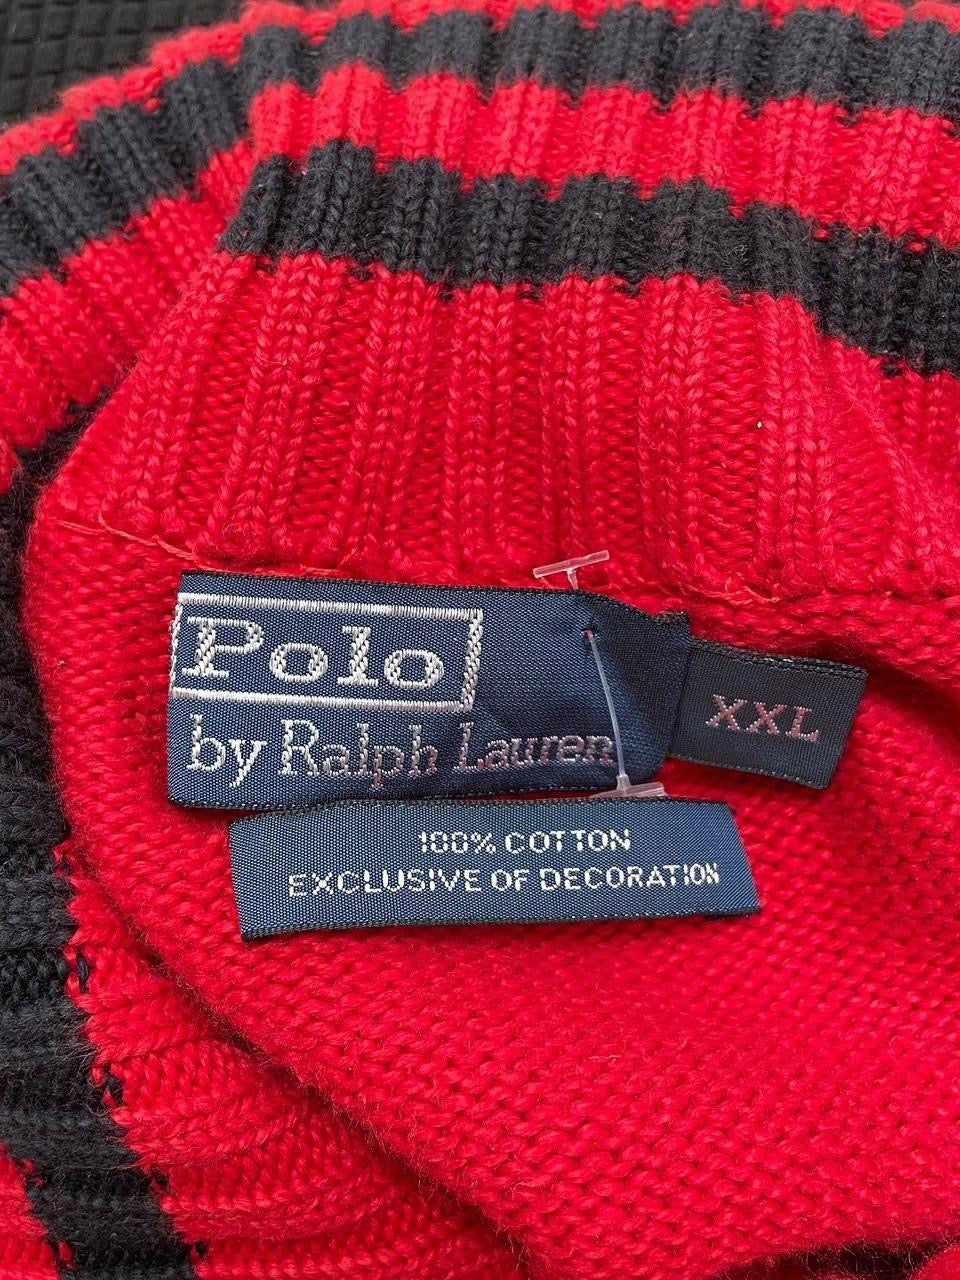 Polo
by Ralph Lauren
XXL
100% COTTON
EXCLUSIVE OF DECORATION